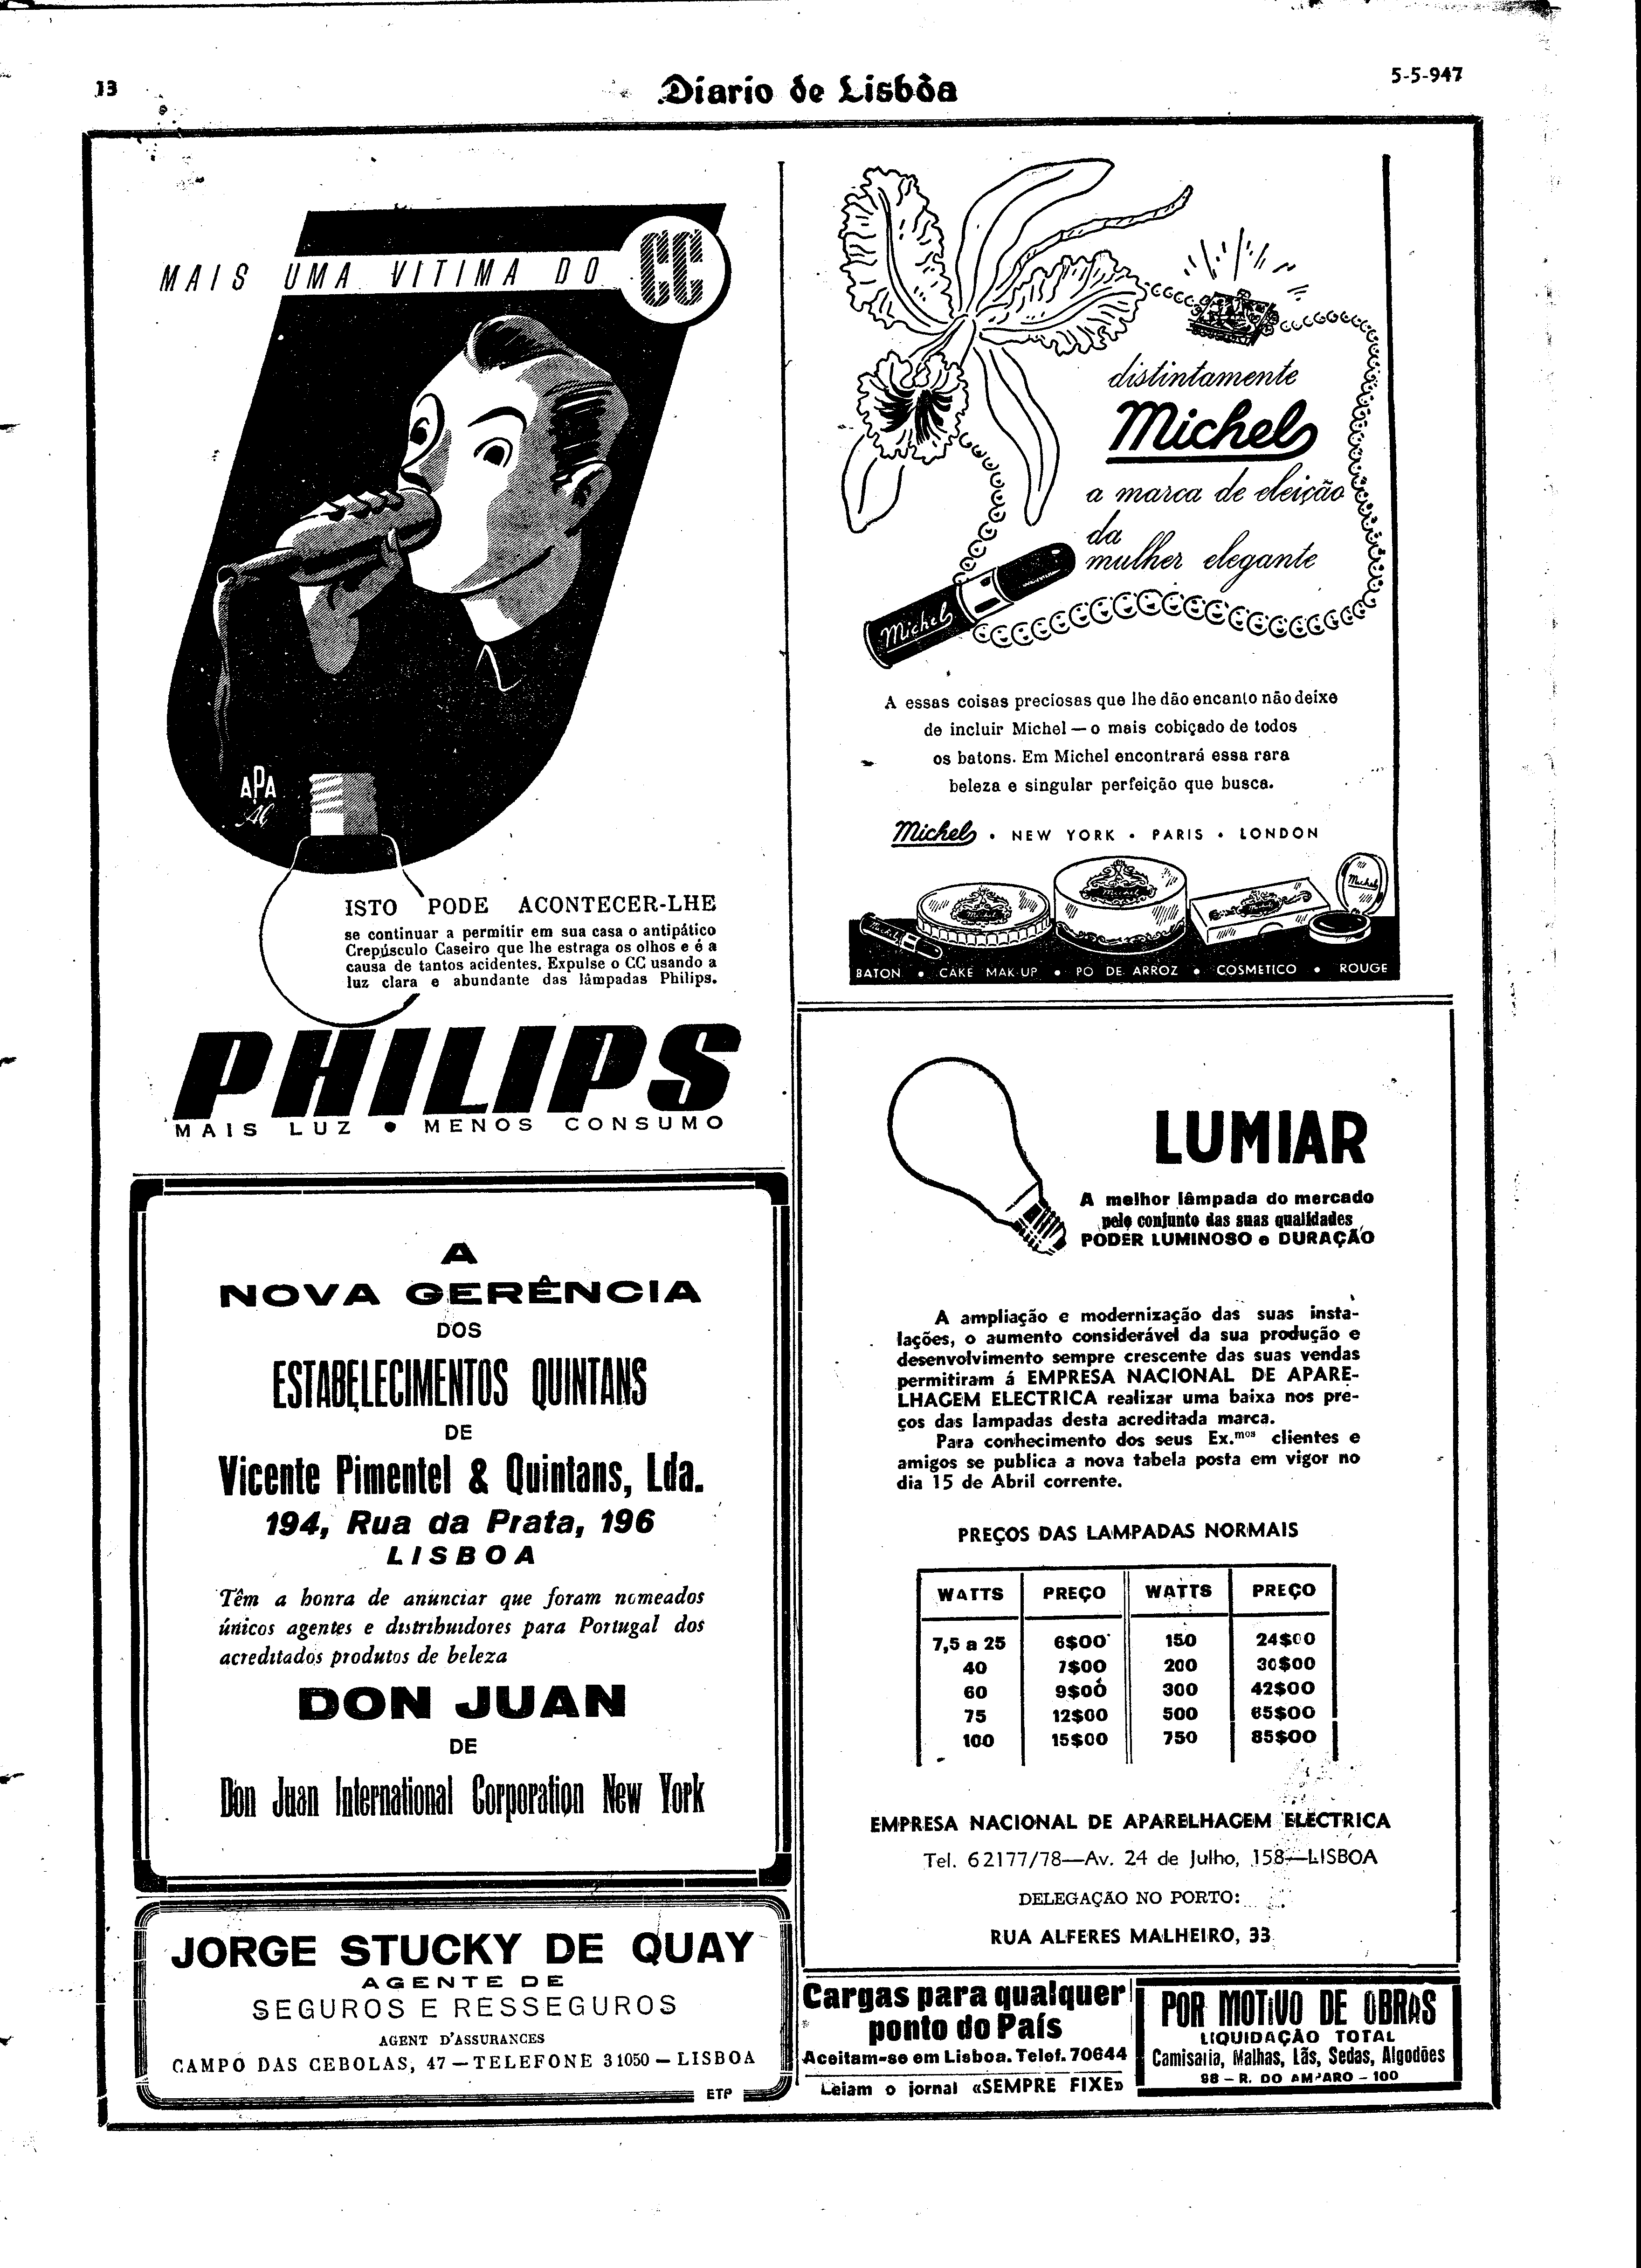 13
Diario de Lisbôa
5-5-947
MAIS UMA VITIMA DO CC
APA
ISTO PODE ACONTECER-LHE
se continuar a permitir em sua casa o antipático
Crepúsculo Caseiro que lhe estraga os olhos e é a
causa de tantos acidentes. Expulse o CC usando a
luz clara e abundante das lâmpadas Philips.
PHILIPS
MAIS LUZ • MENOS CONSUMO
distintamente
Michel
a marca de eleição
da
mulher elegante
Michel
A essas coisas preciosas que lhe dão encanto não deixe
de incluir Michel — o mais cobiçado de todos
os batons. Em Michel encontrará essa rara
beleza e singular perfeição que busca.
Michel • NEW YORK • PARIS • LONDON
Michel
Michel
Michel
Michel
Michel
BATON • CAKE MAK-UP • PO DE ARROZ • COSMETICO • ROUGE
A
NOVA GERÊNCIA
DOS
ESTABELECIMENTOS QUINTANS
DE
Vicente Pimentel & Quintans, Lda.
194, Rua da Prata, 196
LISBOA
Têm a honra de anunciar que foram nomeados
únicos agentes e distribuidores para Portugal dos
acreditados produtos de beleza
DON JUAN
DE
Don Juan International Corporation New York
LUMIAR
A melhor lâmpada do mercado
pelo conjunto das suas qualidades
PODER LUMINOSO e DURAÇÃO
A ampliação e modernização das suas insta-
lações, o aumento considerável da sua produção e
desenvolvimento sempre crescente das suas vendas
permitiram á EMPRESA NACIONAL DE APARE-
LHAGEM ELECTRICA realizar uma baixa nos pre-
ços das lampadas desta acreditada marca.
Para conhecimento dos seus Ex.mos clientes e
amigos se publica a nova tabela posta em vigor no
dia 15 de Abril corrente.
PREÇOS DAS LAMPADAS NORMAIS
WATTS PREÇO WATTS PREÇO
7,5 a 25 6$00 150 24$00
40 7$00 200 30$00
60 9$00 300 42$00
75 12$00 500 65$00
100 15$00 750 85$00
EMPRESA NACIONAL DE APARELHAGEM ELECTRICA
Tel. 62177/78—Av. 24 de Julho, 158—LISBOA
DELEGAÇÃO NO PORTO:
RUA ALFERES MALHEIRO, 33
JORGE STUCKY DE QUAY
AGENTE DE
SEGUROS E RESSEGUROS
AGENT D'ASSURANCES
CAMPO DAS CEBOLAS, 47 — TELEFONE 31050 — LISBOA
ETP
Cargas para qualquer
ponto do País
Aceitam-se em Lisboa. Telef. 70644
Leiam o jornal «SEMPRE FIXE»
POR MOTIVO DE OBRAS
LIQUIDAÇÃO TOTAL
Camisaria, Malhas, Lãs, Sedas, Algodões
98 — R. DO AMPARO — 100